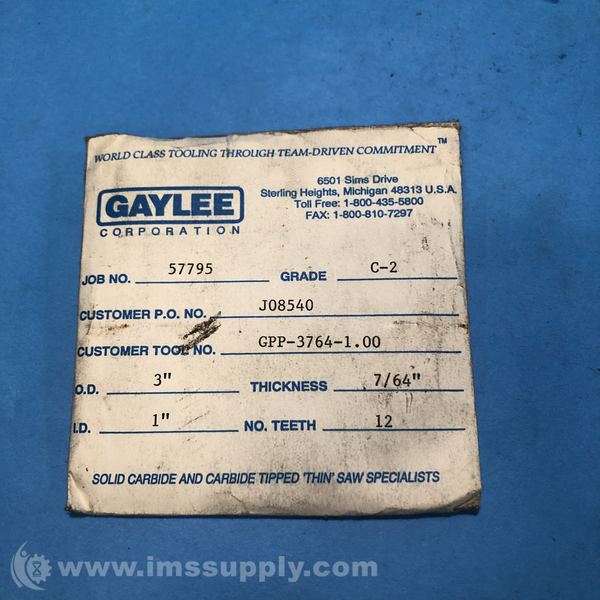 WORLD CLASS TOOLING THROUGH TEAM-DRIVEN COMMITMENT™
GAYLEE
CORPORATION
6501 Sims Drive
Sterling Heights, Michigan 48313 U.S.A.
Toll Free: 1-800-435-5800
FAX: 1-800-810-7297
JOB NO. 57795 GRADE C-2
CUSTOMER P.O. NO. J08540
CUSTOMER TOOL NO. GPP-3764-1.00
O.D. 3" THICKNESS 7/64"
I.D. 1" NO. TEETH 12
SOLID CARBIDE AND CARBIDE TIPPED 'THIN' SAW SPECIALISTS
www.imssupply.com